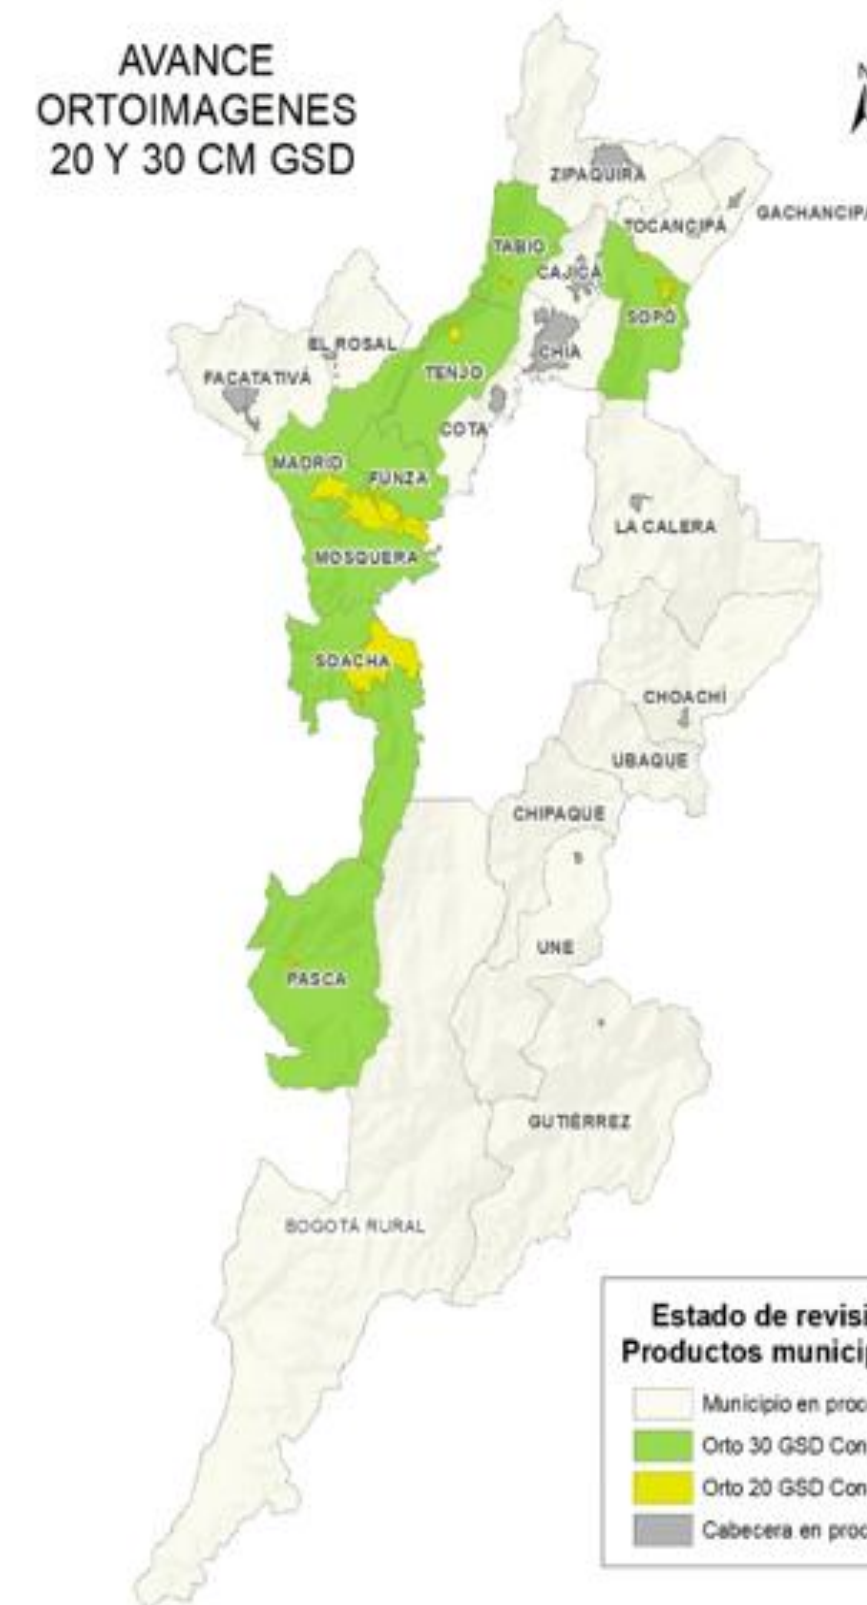 AVANCE
ORTOIMAGENES
20 Y 30 CM GSD
N
ZIPAQUIRÁ
GACHANCIPÁ
TOCANCIPÁ
TABIO
CAJICÁ
SOPÓ
EL ROSAL
CHÍA
FACATATIVÁ
TENJO
COTA
MADRID
FUNZA
LA CALERA
MOSQUERA
SOACHA
CHOACHÍ
UBAQUE
CHIPAQUE
UNE
PASCA
GUTIÉRREZ
BOGOTÁ RURAL
Estado de revisi
Productos municip
Municipio en proc
Orto 30 GSD Con
Orto 20 GSD Con
Cabecera en proc